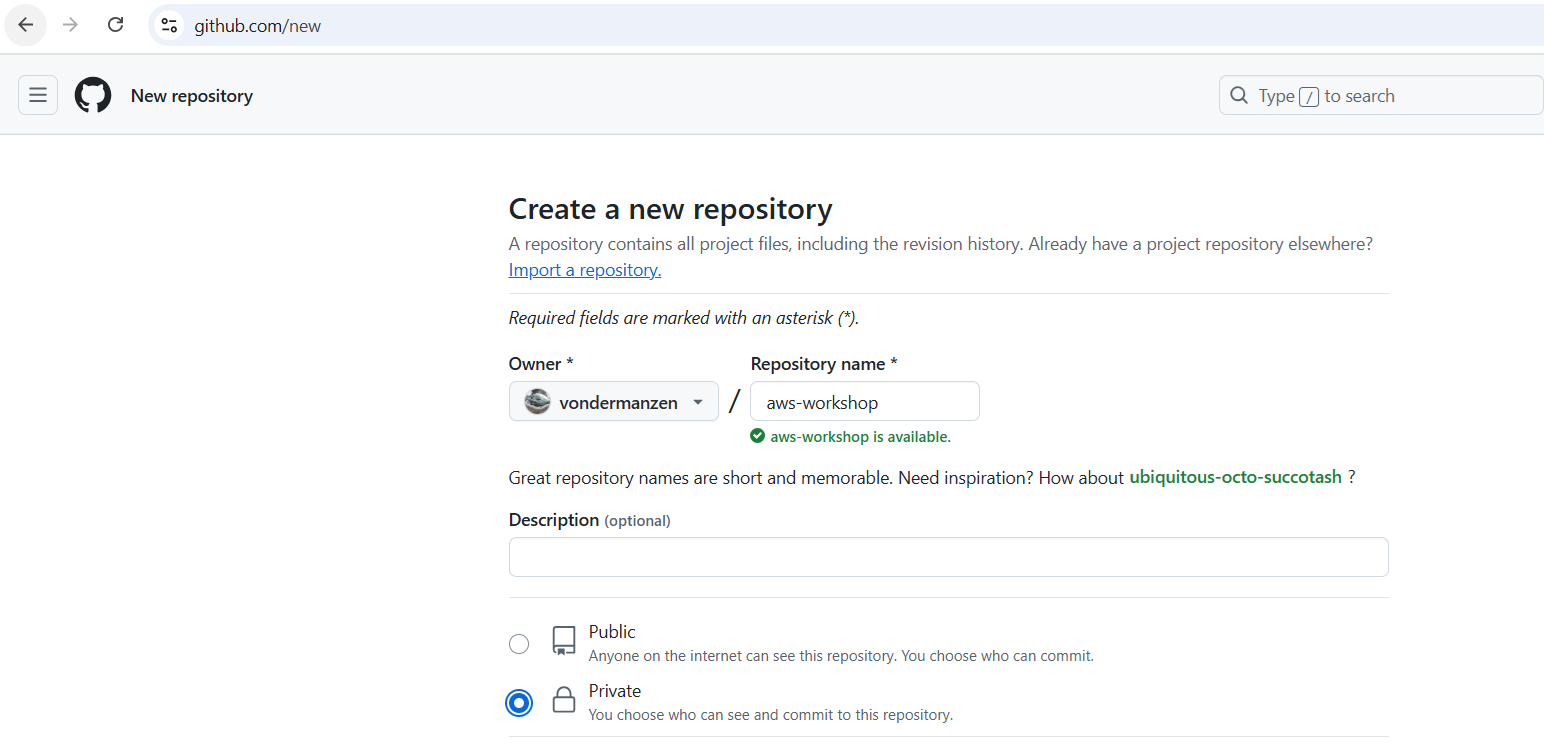 github.com/new
New repository
Type / to search
Create a new repository
A repository contains all project files, including the revision history. Already have a project repository elsewhere?
Import a repository.
Required fields are marked with an asterisk (*).
Owner * Repository name *
vondermanzen / aws-workshop
aws-workshop is available.
Great repository names are short and memorable. Need inspiration? How about ubiquitous-octo-succotash ?
Description (optional)
Public
Anyone on the internet can see this repository. You choose who can commit.
Private
You choose who can see and commit to this repository.